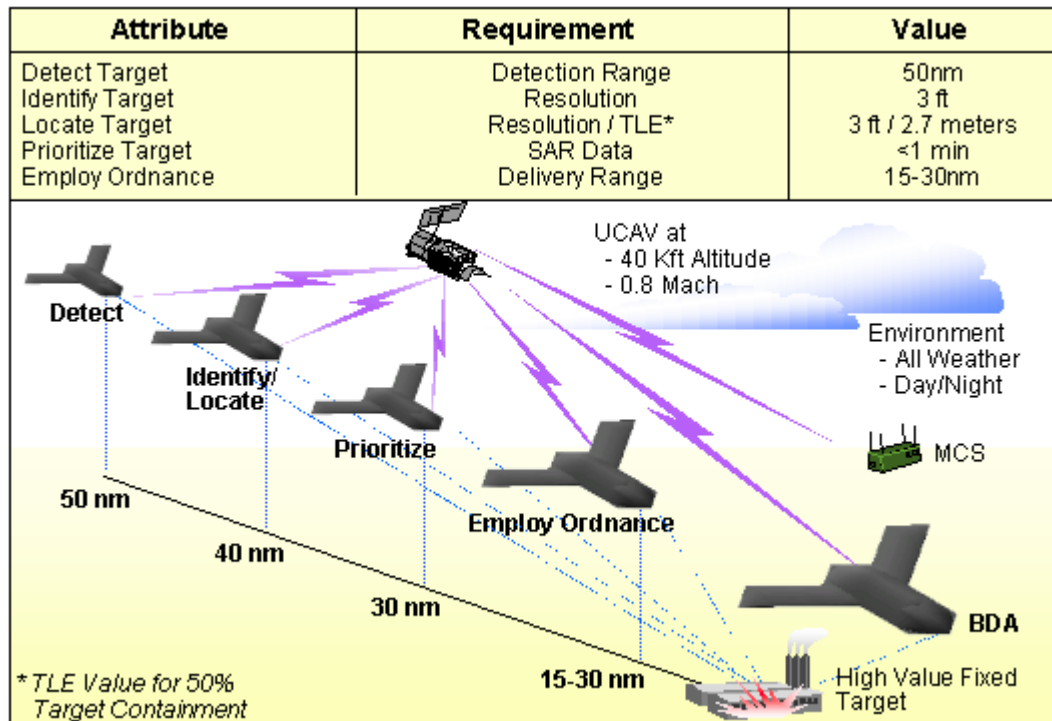 Attribute Requirement Value
Detect Target Detection Range 50nm
Identify Target Resolution 3 ft
Locate Target Resolution / TLE* 3 ft / 2.7 meters
Prioritize Target SAR Data <1 min
Employ Ordnance Delivery Range 15-30nm
UCAV at
- 40 Kft Altitude
- 0.8 Mach
Detect
Environment
- All Weather
- Day/Night
Identify/
Locate
Prioritize
MCS
50 nm
Employ Ordnance
40 nm
30 nm
BDA
15-30 nm
High Value Fixed
Target
* TLE Value for 50%
Target Containment